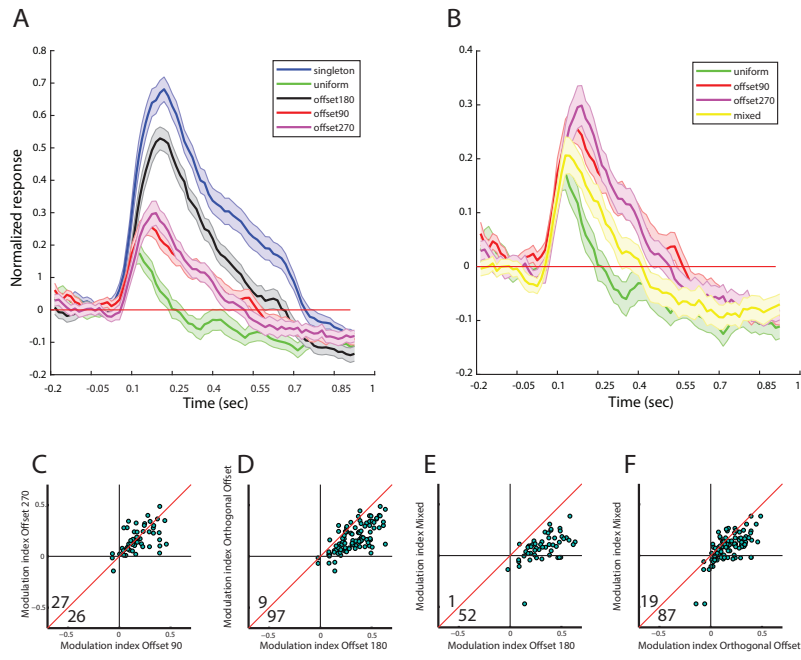 A
0.8
0.7
0.6
0.5
0.4
0.3
0.2
0.1
0
-0.1
-0.2
Normalized response
singleton
uniform
offset180
offset90
offset270
-0.2 -0.05 0.1 0.25 0.4 0.55 0.7 0.85 1
Time (sec)
B
0.4
0.3
0.2
0.1
0
-0.1
-0.2
uniform
offset90
offset270
mixed
-0.2 -0.05 0.1 0.25 0.4 0.55 0.7 0.85 1
Time (sec)
C
Modulation index Offset 270
0.5
0
-0.5
27
26
-0.5 0 0.5
Modulation index Offset 90
D
Modulation index Orthogonal Offset
9
97
-0.5 0 0.5
Modulation index Offset 180
E
Modulation index Mixed
1
52
-0.5 0 0.5
Modulation index Offset 180
F
Modulation index Mixed
19
87
-0.5 0 0.5
Modulation index Orthogonal Offset